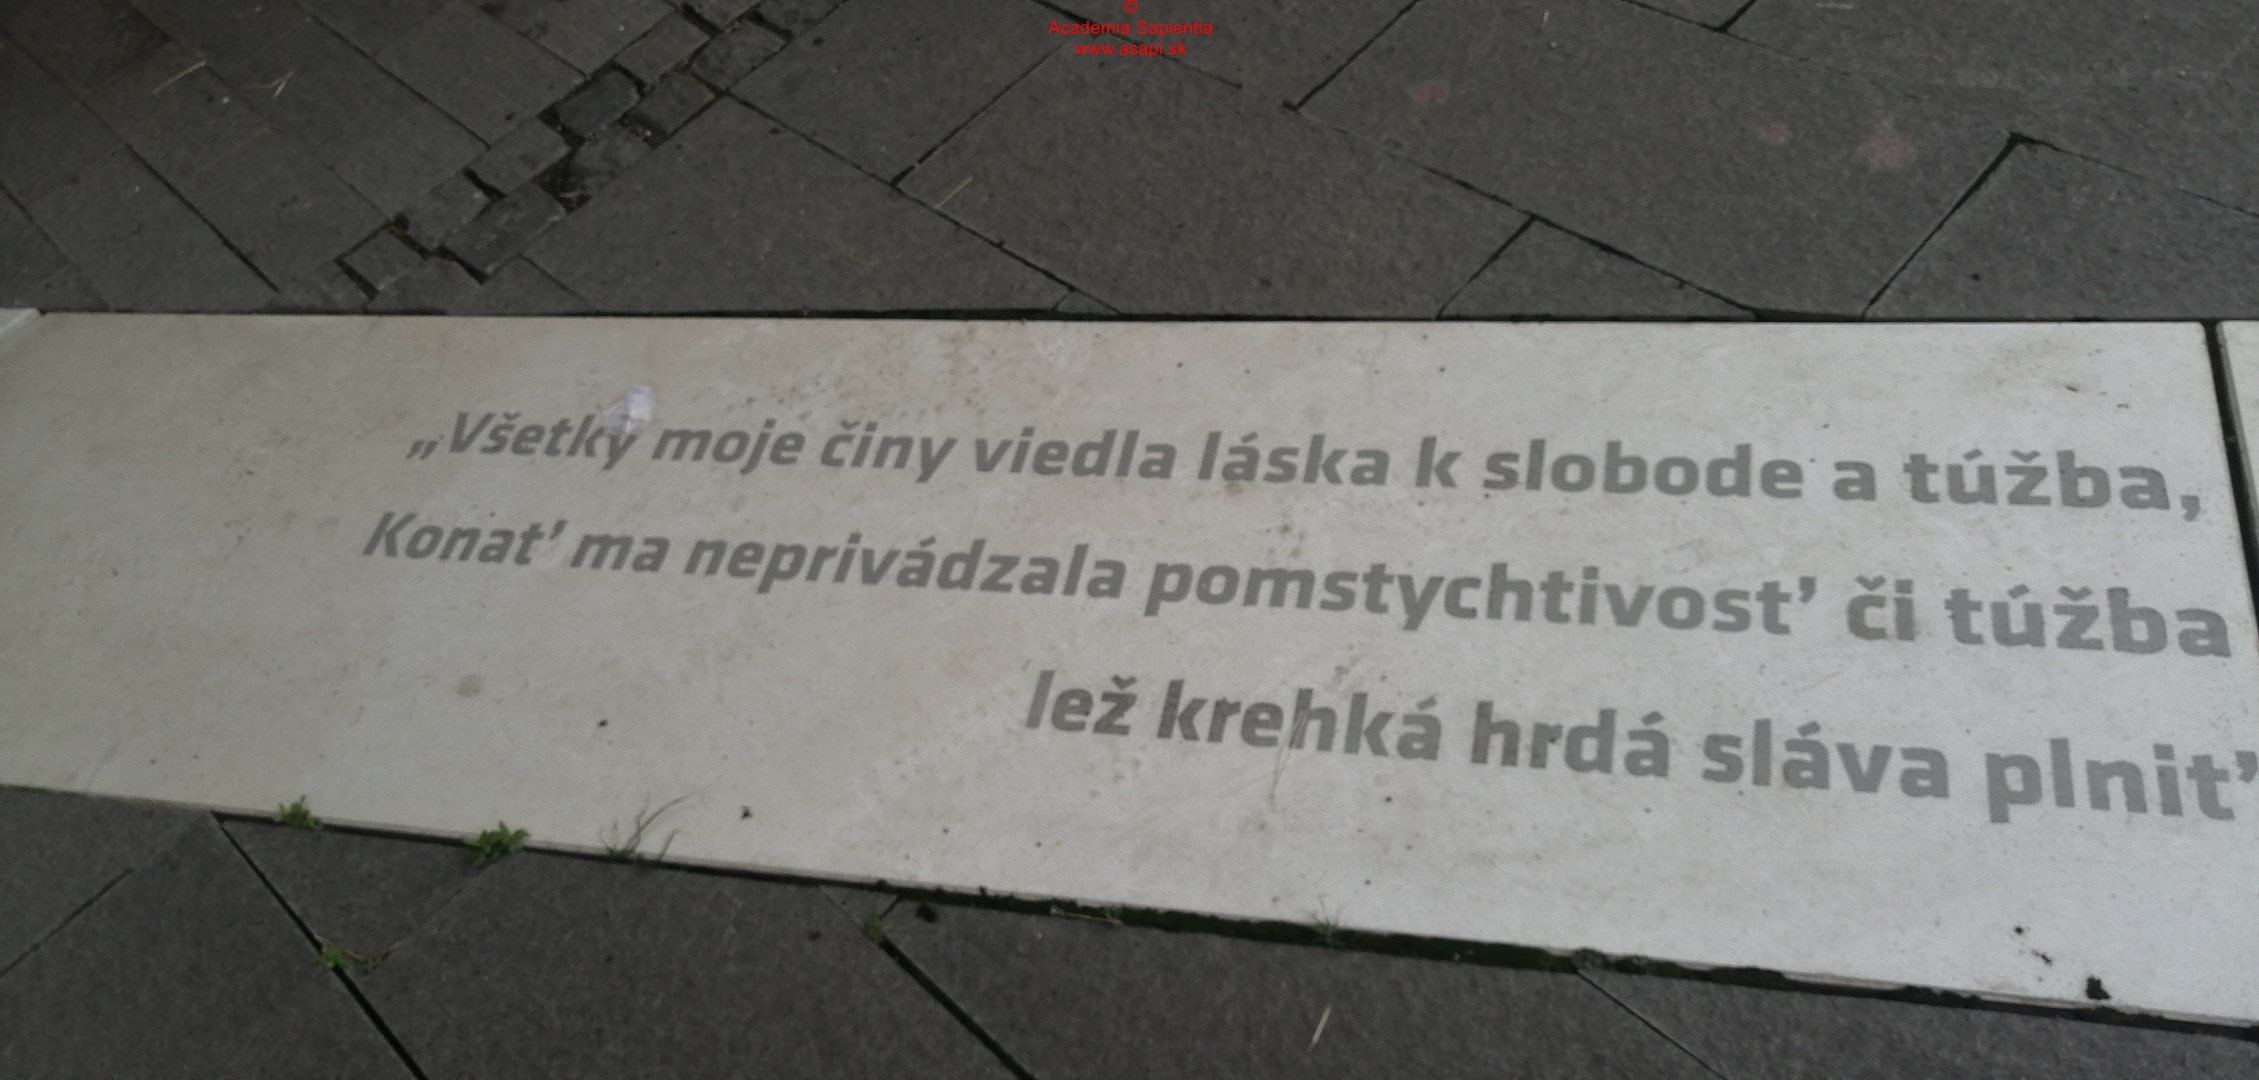 ©
Academia Sapientia
www.asapi.sk
„Všetky moje činy viedla láska k slobode a túžba,
Konať ma neprivádzala pomstychtivosť či túžba
lež krehká hrdá sláva plniť